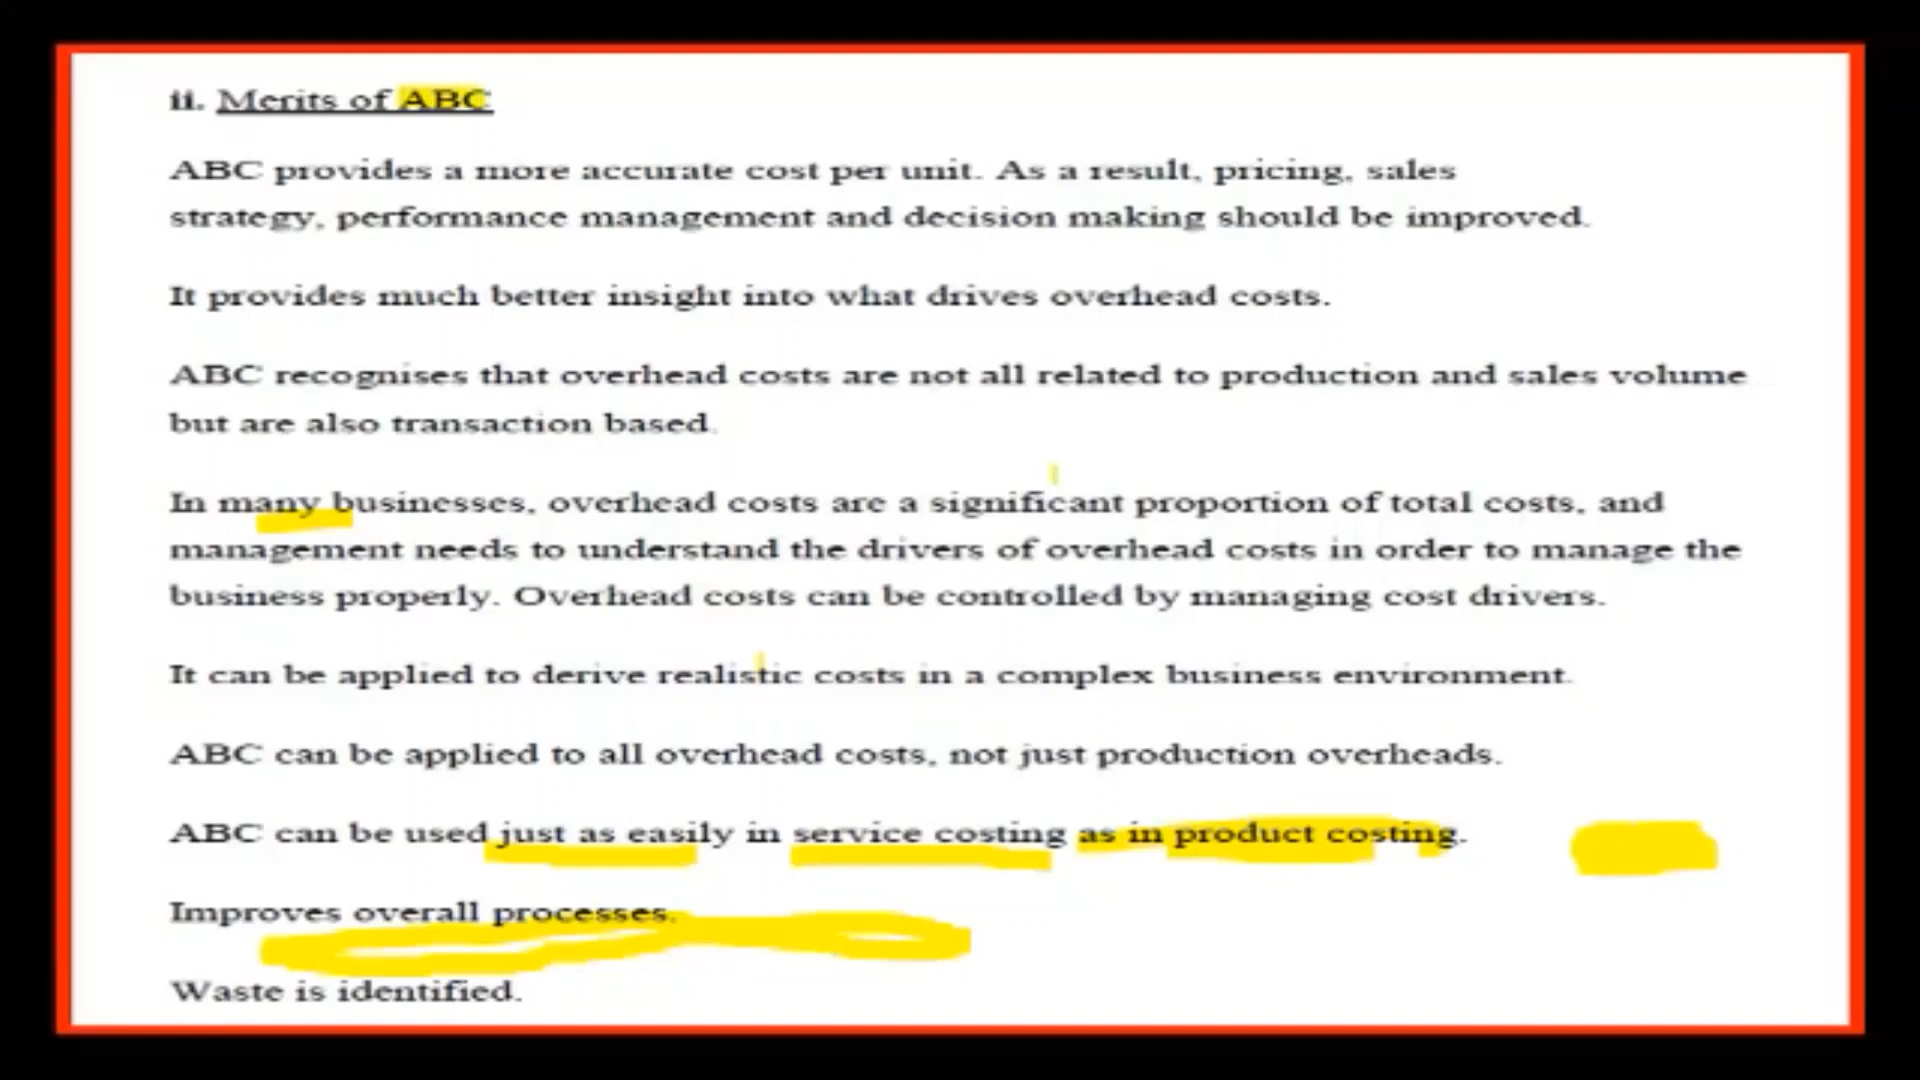 ii. Merits of ABC
ABC provides a more accurate cost per unit. As a result, pricing, sales
strategy, performance management and decision making should be improved.
It provides much better insight into what drives overhead costs.
ABC recognises that overhead costs are not all related to production and sales volume
but are also transaction based.
In many businesses, overhead costs are a significant proportion of total costs, and
management needs to understand the drivers of overhead costs in order to manage the
business properly. Overhead costs can be controlled by managing cost drivers.
It can be applied to derive realistic costs in a complex business environment.
ABC can be applied to all overhead costs, not just production overheads.
ABC can be used just as easily in service costing as in product costing.
Improves overall processes.
Waste is identified.